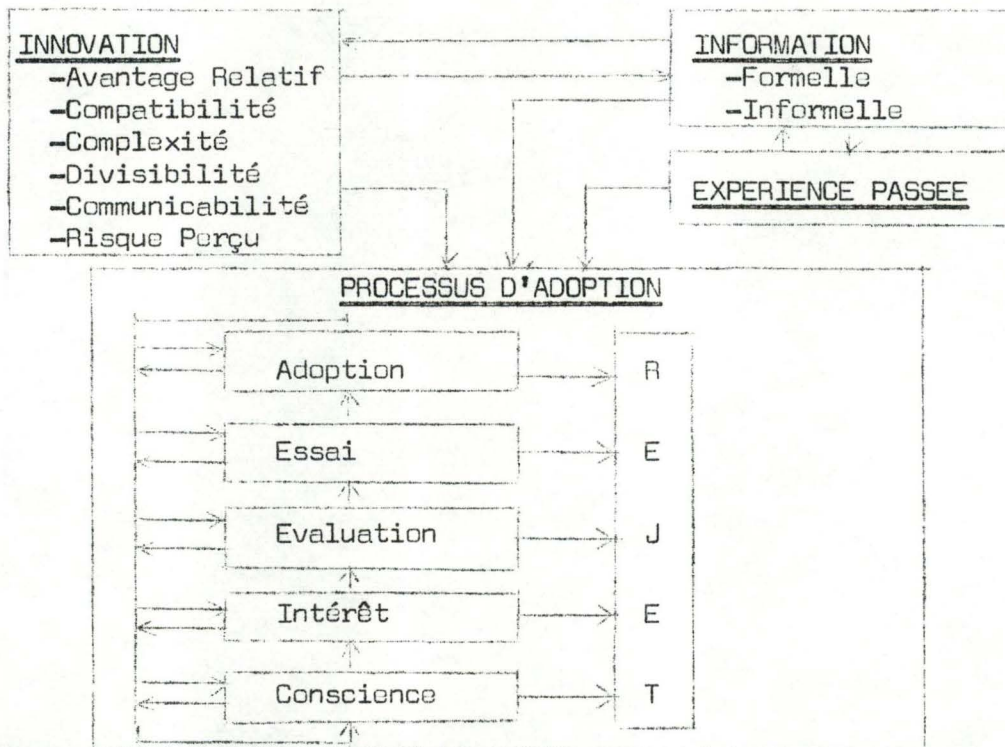 INNOVATION
-Avantage Relatif
-Compatibilité
-Complexité
-Divisibilité
-Communicabilité
-Risque Perçu
INFORMATION
-Formelle
-Informelle
EXPERIENCE PASSEE
PROCESSUS D'ADOPTION
Adoption
Essai
Evaluation
Intérêt
Conscience
R
E
J
E
T